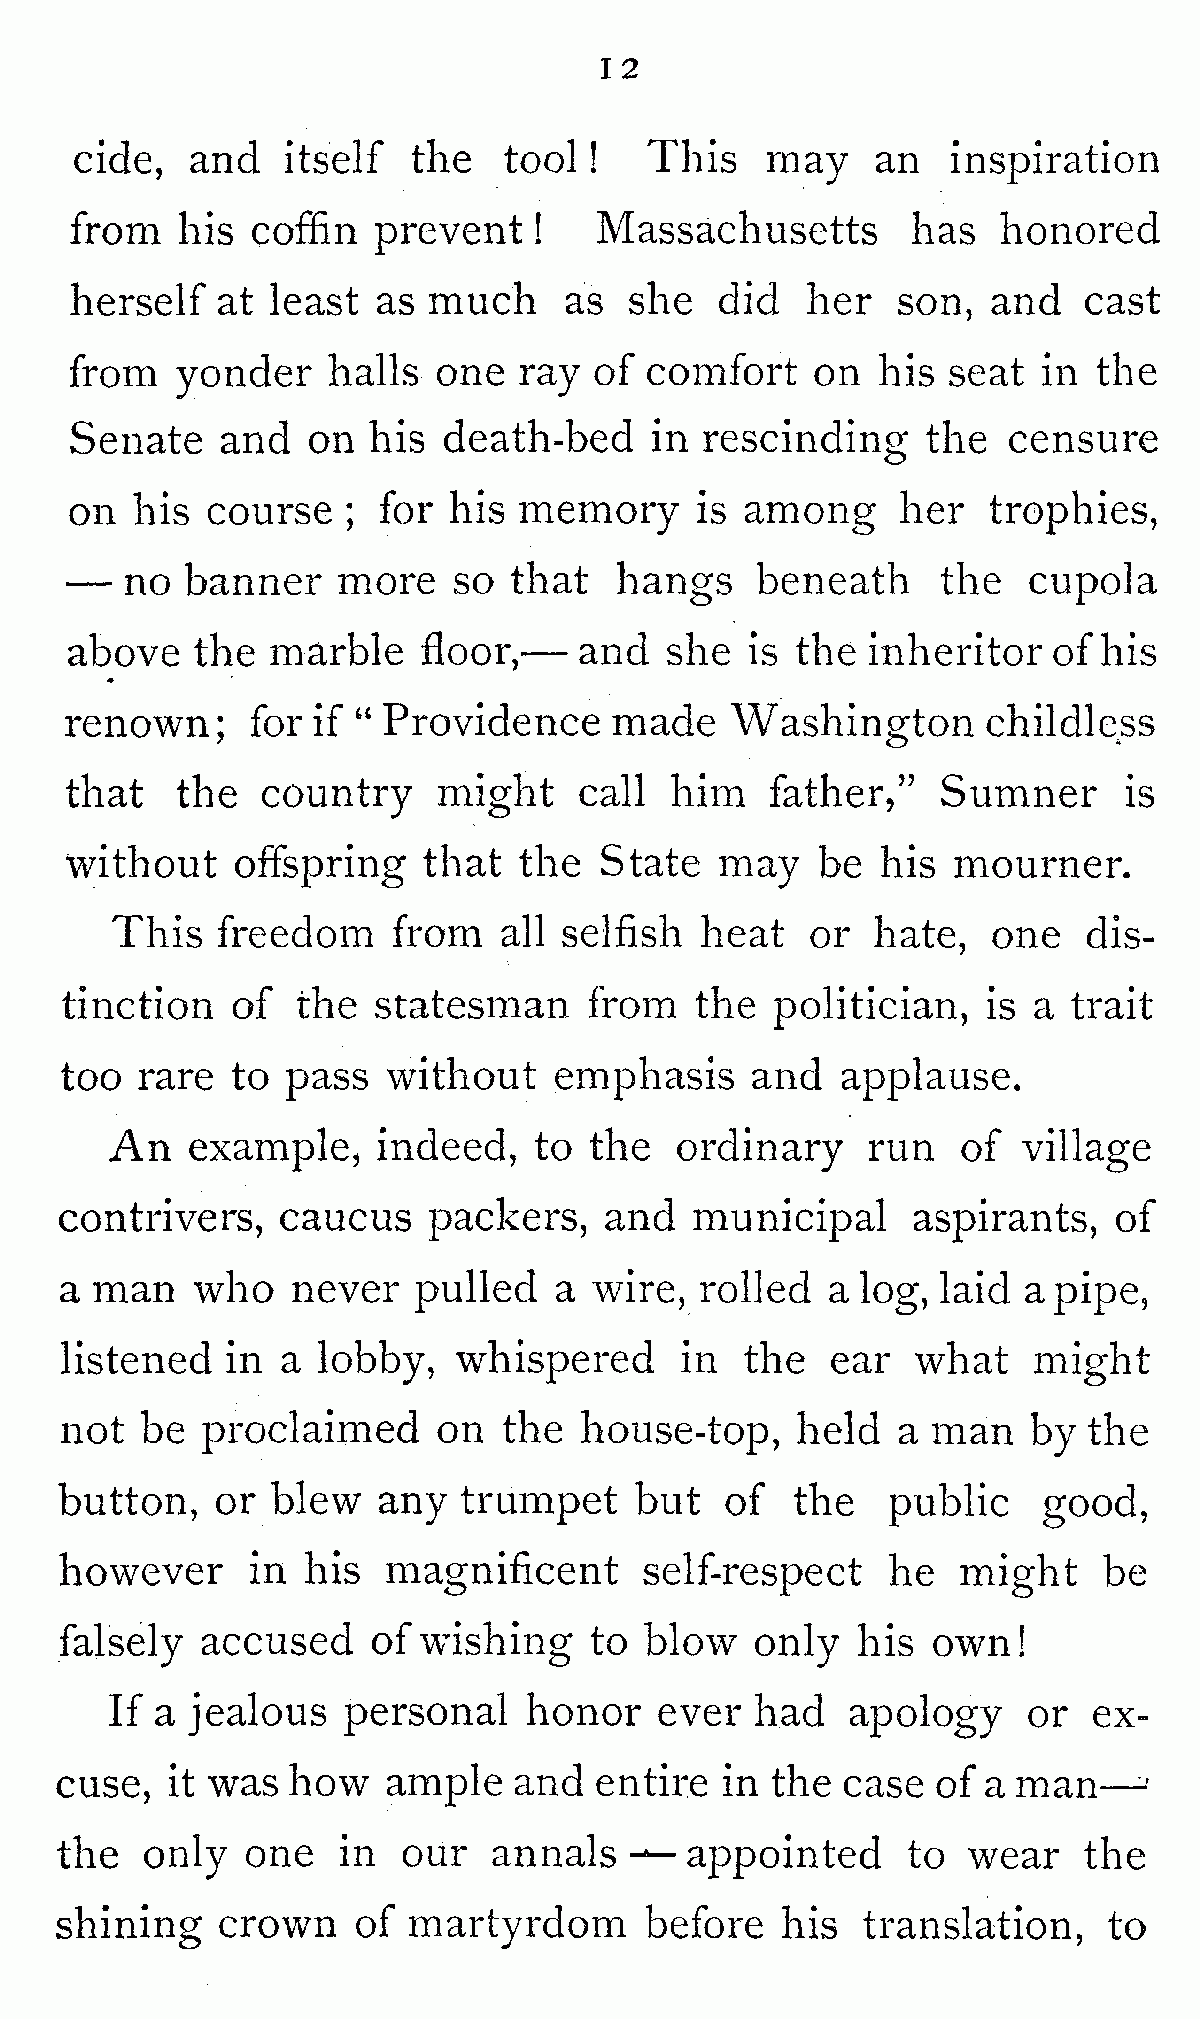 12
cide, and itself the tool! This may an inspiration
from his coffin prevent! Massachusetts has honored
herself at least as much as she did her son, and cast
from yonder halls one ray of comfort on his seat in the
Senate and on his death-bed in rescinding the censure
on his course; for his memory is among her trophies,
— no banner more so that hangs beneath the cupola
above the marble floor,— and she is the inheritor of his
renown; for if “ Providence made Washington childless
that the country might call him father,” Sumner is
without offspring that the State may be his mourner.
This freedom from all selfish heat or hate, one dis-
tinction of the statesman from the politician, is a trait
too rare to pass without emphasis and applause.
An example, indeed, to the ordinary run of village
contrivers, caucus packers, and municipal aspirants, of
a man who never pulled a wire, rolled a log, laid a pipe,
listened in a lobby, whispered in the ear what might
not be proclaimed on the house-top, held a man by the
button, or blew any trumpet but of the public good,
however in his magnificent self-respect he might be
falsely accused of wishing to blow only his own!
If a jealous personal honor ever had apology or ex-
cuse, it was how ample and entire in the case of a man—
the only one in our annals — appointed to wear the
shining crown of martyrdom before his translation, to